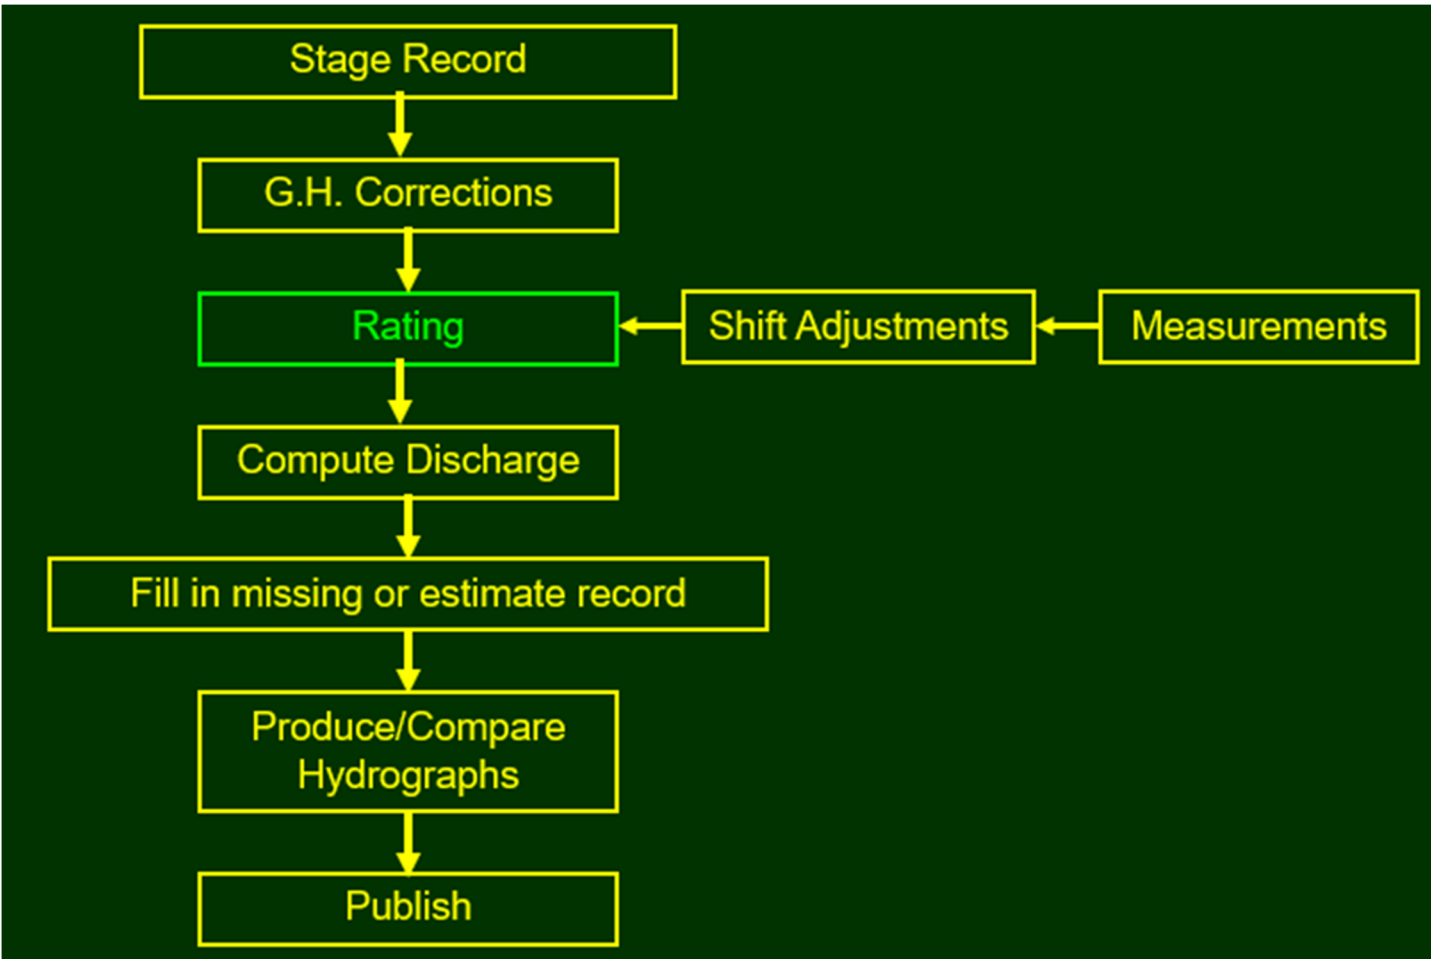 Stage Record
G.H. Corrections
Rating
Shift Adjustments
Measurements
Compute Discharge
Fill in missing or estimate record
Produce/Compare
Hydrographs
Publish